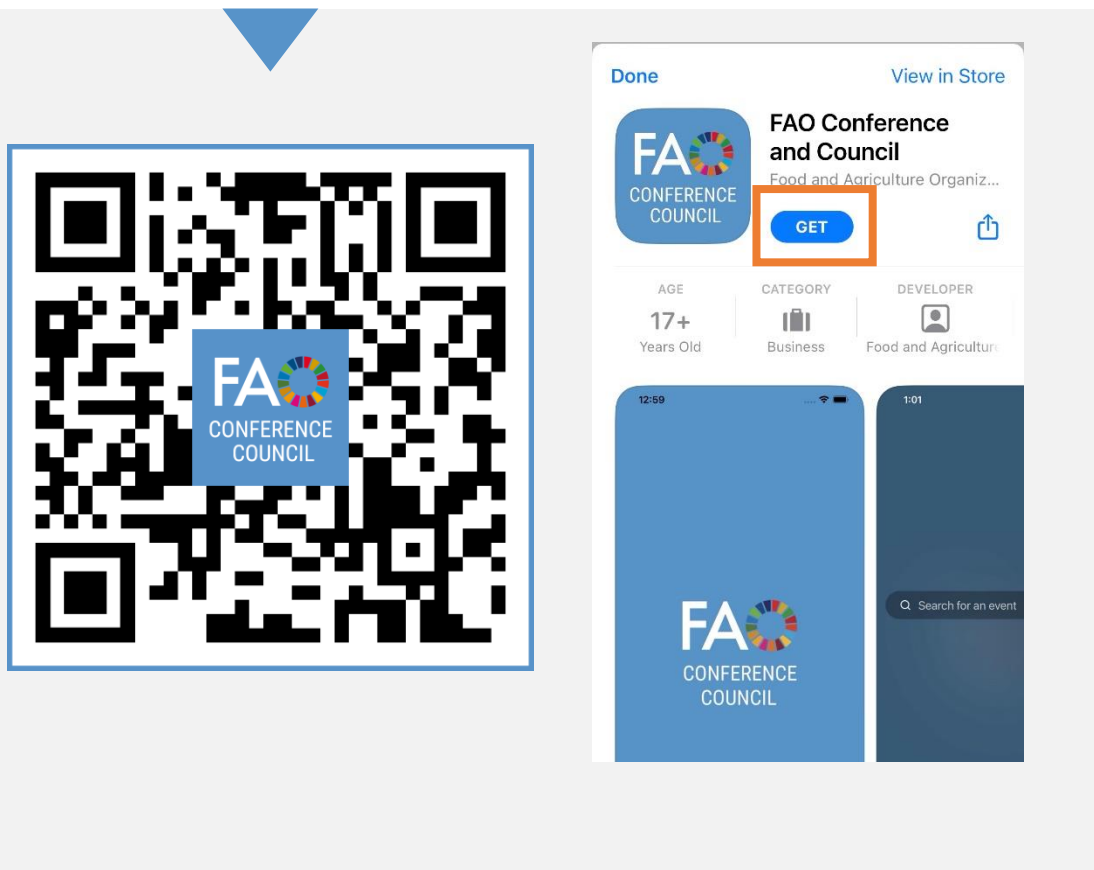 FAO
CONFERENCE
COUNCIL
Done
View in Store
FAO
CONFERENCE
COUNCIL
FAO Conference
and Council
Food and Agriculture Organiz...
GET
AGE
17+
Years Old
CATEGORY
Business
DEVELOPER
Food and Agricultur
12:59
1:01
Search for an event
FAO
CONFERENCE
COUNCIL